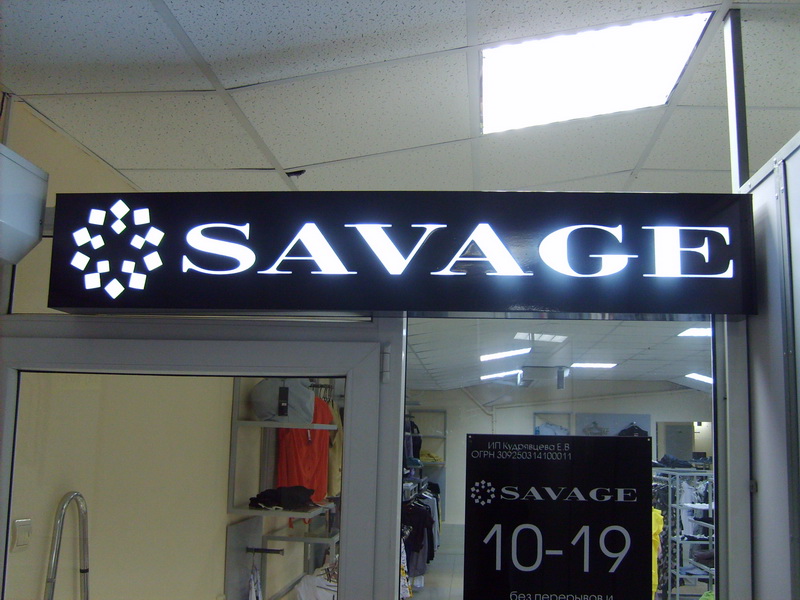 SAVAGE
ИП Кудрявцева Е.В
ОГРН 309250314100011
SAVAGE
10-19
без перерывов и